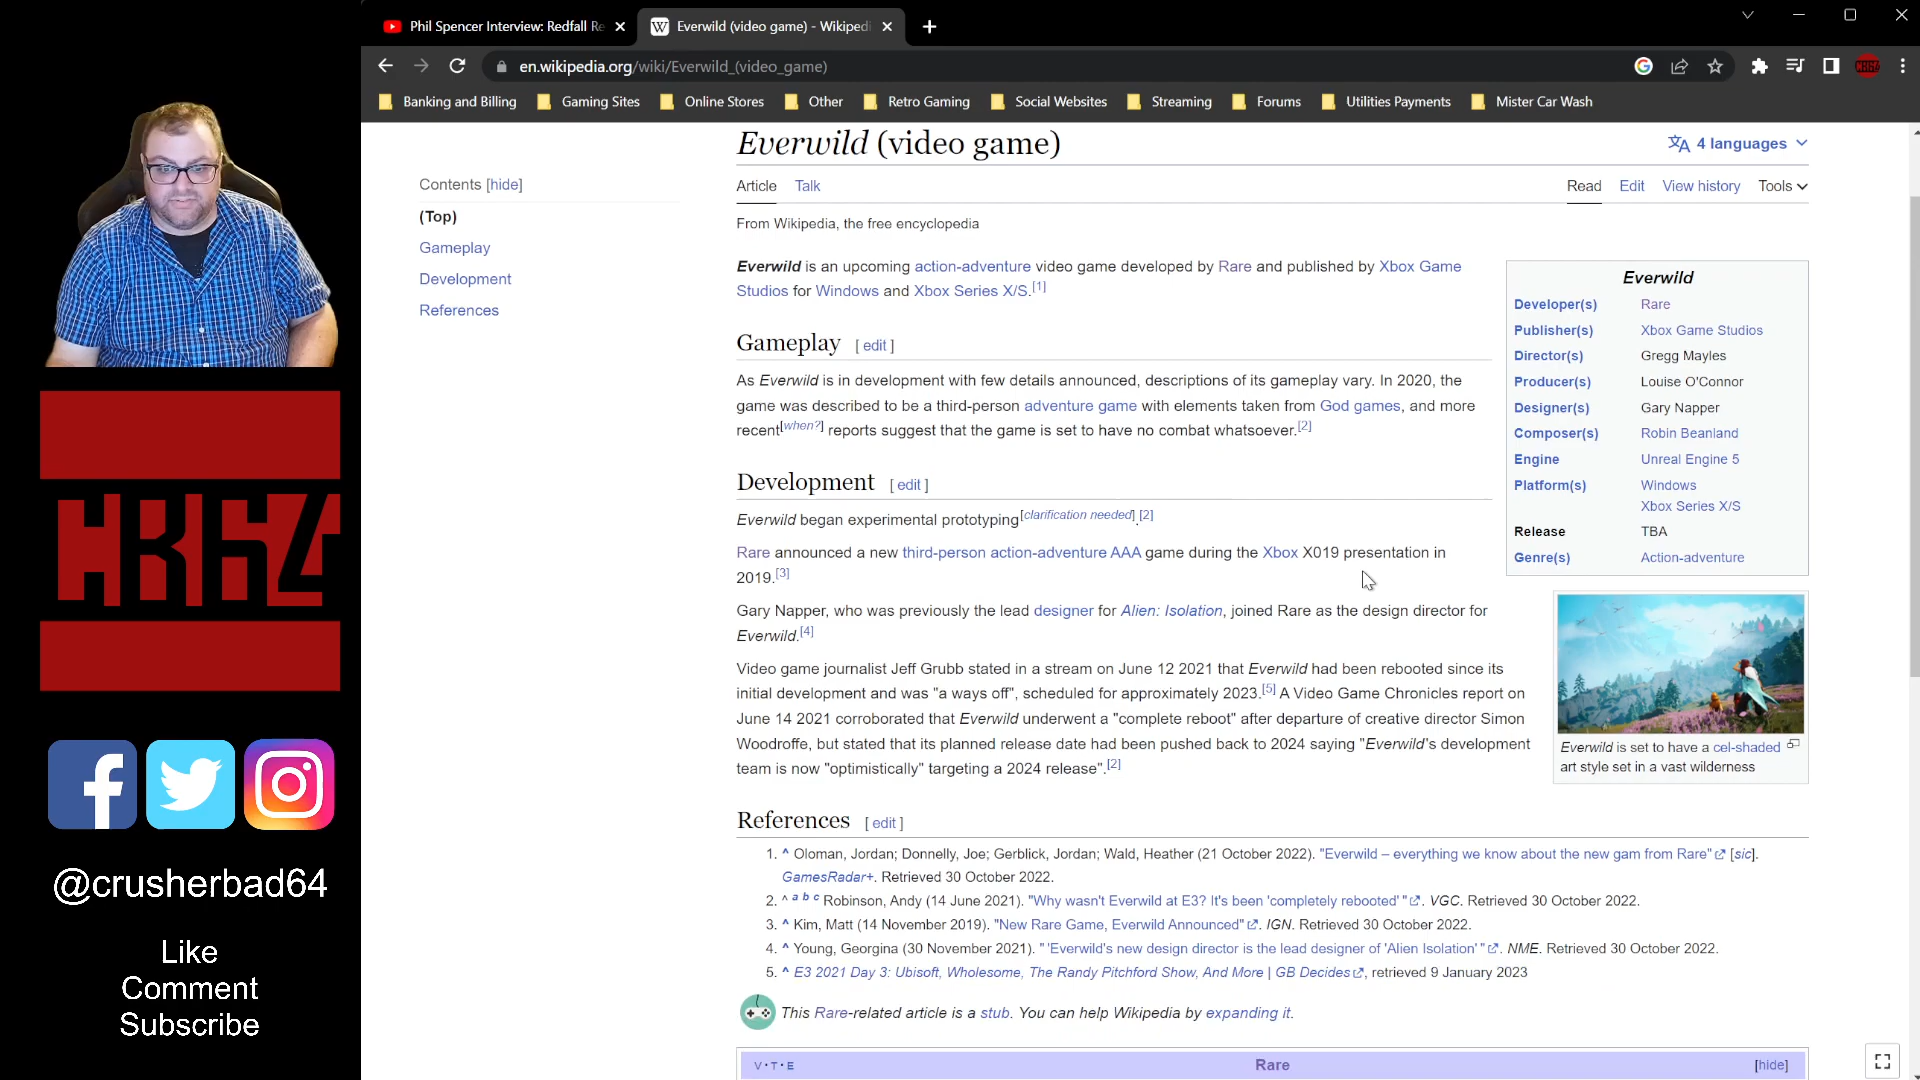 Phil Spencer Interview: Redfall Re
Everwild (video game) - Wikipedi
en.wikipedia.org/wiki/Everwild_(video_game)
Banking and Billing Gaming Sites Online Stores Other Retro Gaming Social Websites Streaming Forums Utilities Payments Mister Car Wash
Everwild (video game)
4 languages
Contents [hide]
(Top)
Gameplay
Development
References
Article Talk
Read Edit View history Tools
From Wikipedia, the free encyclopedia
Everwild is an upcoming action-adventure video game developed by Rare and published by Xbox Game
Studios for Windows and Xbox Series X/S.[1]
Gameplay [ edit ]
As Everwild is in development with few details announced, descriptions of its gameplay vary. In 2020, the
game was described to be a third-person adventure game with elements taken from God games, and more
recent[when?] reports suggest that the game is set to have no combat whatsoever.[2]
Development [ edit ]
Everwild began experimental prototyping[clarification needed].[2]
Rare announced a new third-person action-adventure AAA game during the Xbox X019 presentation in
2019.[3]
Gary Napper, who was previously the lead designer for Alien: Isolation, joined Rare as the design director for
Everwild.[4]
Video game journalist Jeff Grubb stated in a stream on June 12 2021 that Everwild had been rebooted since its
initial development and was "a ways off", scheduled for approximately 2023.[5] A Video Game Chronicles report on
June 14 2021 corroborated that Everwild underwent a "complete reboot" after departure of creative director Simon
Woodroffe, but stated that its planned release date had been pushed back to 2024 saying "Everwild's development
team is now "optimistically" targeting a 2024 release".[2]
Everwild
Developer(s) Rare
Publisher(s) Xbox Game Studios
Director(s) Gregg Mayles
Producer(s) Louise O'Connor
Designer(s) Gary Napper
Composer(s) Robin Beanland
Engine Unreal Engine 5
Platform(s) Windows
Xbox Series X/S
Release TBA
Genre(s) Action-adventure
Everwild is set to have a cel-shaded
art style set in a vast wilderness
References [ edit ]
1. ^ Oloman, Jordan; Donnelly, Joe; Gerblick, Jordan; Wald, Heather (21 October 2022). "Everwild – everything we know about the new gam from Rare" [sic].
GamesRadar+. Retrieved 30 October 2022.
2. ^ a b c Robinson, Andy (14 June 2021). "Why wasn't Everwild at E3? It's been 'completely rebooted' ". VGC. Retrieved 30 October 2022.
3. ^ Kim, Matt (14 November 2019). "New Rare Game, Everwild Announced". IGN. Retrieved 30 October 2022.
4. ^ Young, Georgina (30 November 2021). " 'Everwild's new design director is the lead designer of 'Alien Isolation' ". NME. Retrieved 30 October 2022.
5. ^ E3 2021 Day 3: Ubisoft, Wholesome, The Randy Pitchford Show, And More | GB Decides, retrieved 9 January 2023
This Rare-related article is a stub. You can help Wikipedia by expanding it.
V·T·E Rare [hide]
CRB64
@crusherbad64
Like
Comment
Subscribe